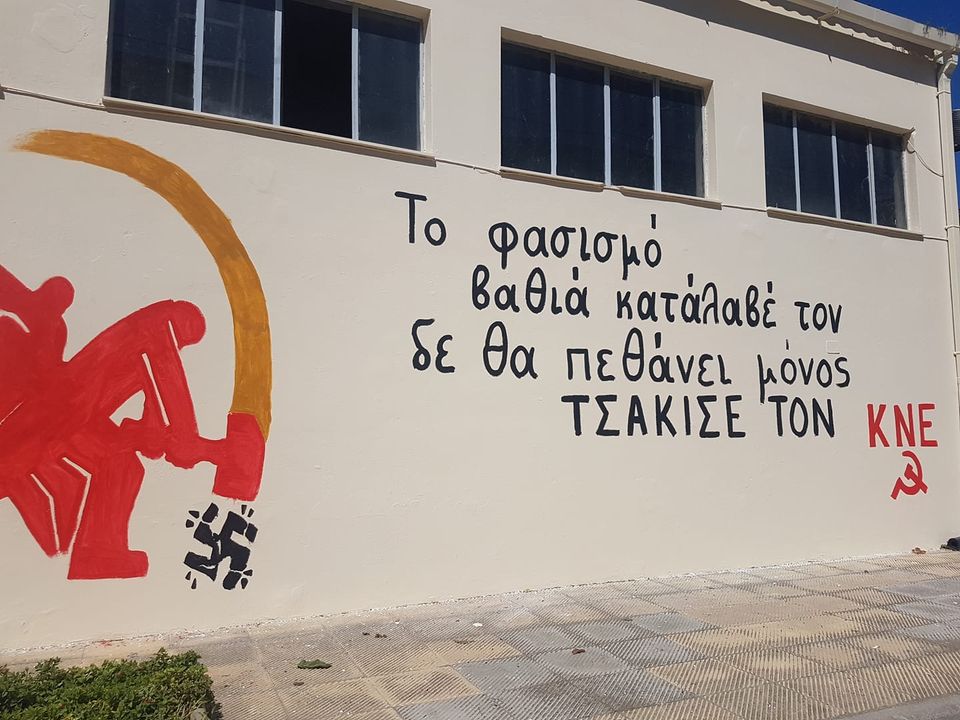 Το φασισμό
βαθιά κατάλαβέ τον
δε θα πεθάνει μόνος
ΤΣΑΚΙΣΕ ΤΟΝ
ΚΝΕ